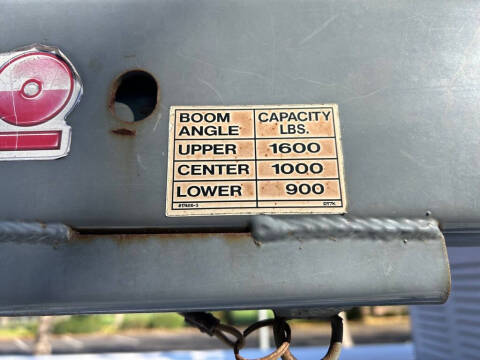 BOOM ANGLE CAPACITY LBS.
UPPER 1600
CENTER 1000
LOWER 900